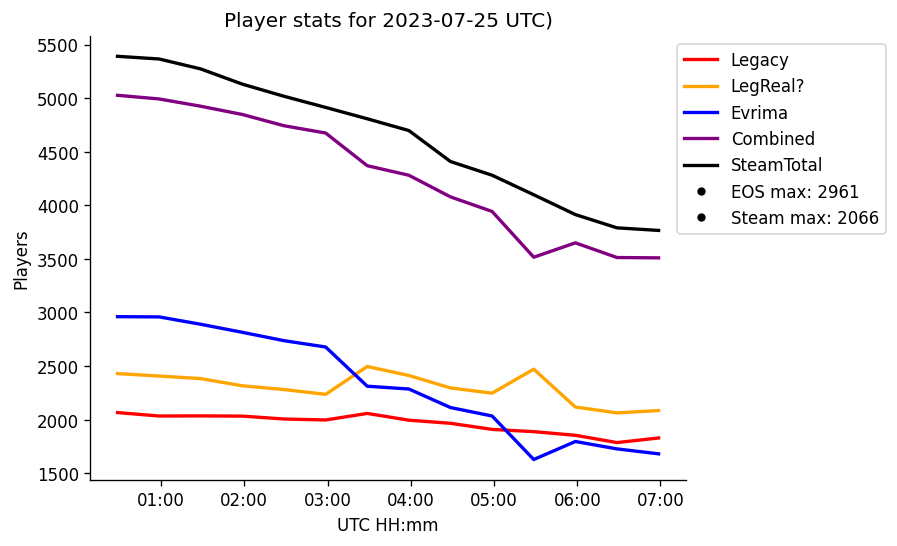 Player stats for 2023-07-25 UTC)
5500
5000
4500
4000
3500
3000
2500
2000
1500
Players
01:00 02:00 03:00 04:00 05:00 06:00 07:00
UTC HH:mm
Legacy
LegReal?
Evrima
Combined
SteamTotal
EOS max: 2961
Steam max: 2066